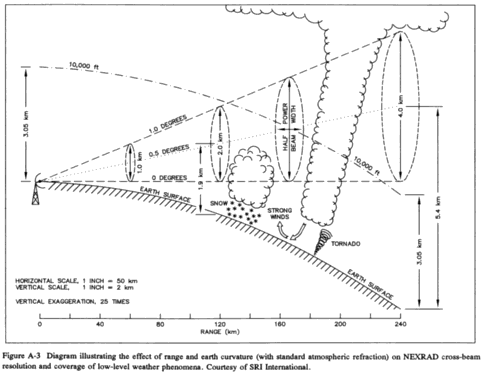 10,000 ft
3.05 km
1.0 DEGREES
0.5 DEGREES
0 DEGREES
1.0 km
2.0 km
1.9 km
HALF POWER
BEAM WIDTH
4.0 km
10,000 ft
5.4 km
3.05 km
EARTH SURFACE
SNOW
STRONG
WINDS
TORNADO
EARTH SURFACE
HORIZONTAL SCALE, 1 INCH = 50 km
VERTICAL SCALE, 1 INCH = 2 km
VERTICAL EXAGGERATION, 25 TIMES
0 40 80 120 160 200 240
RANGE (km)
Figure A-3 Diagram illustrating the effect of range and earth curvature (with standard atmospheric refraction) on NEXRAD cross-beam
resolution and coverage of low-level weather phenomena. Courtesy of SRI International.